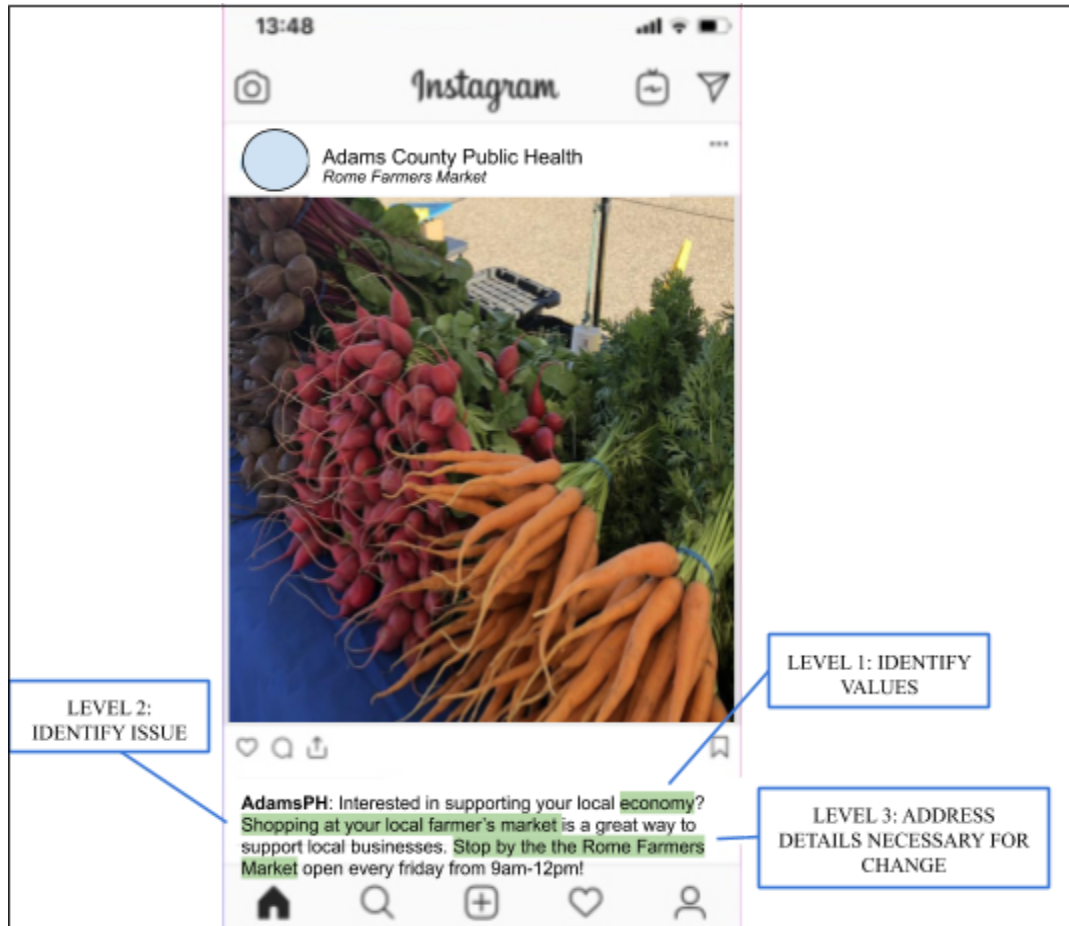 13:48
Instagram
Adams County Public Health
Rome Farmers Market
LEVEL 1: IDENTIFY
VALUES
LEVEL 2:
IDENTIFY ISSUE
AdamsPH: Interested in supporting your local economy?
Shopping at your local farmer's market is a great way to
support local businesses. Stop by the the Rome Farmers
Market open every friday from 9am-12pm!
LEVEL 3: ADDRESS
DETAILS NECESSARY FOR
CHANGE